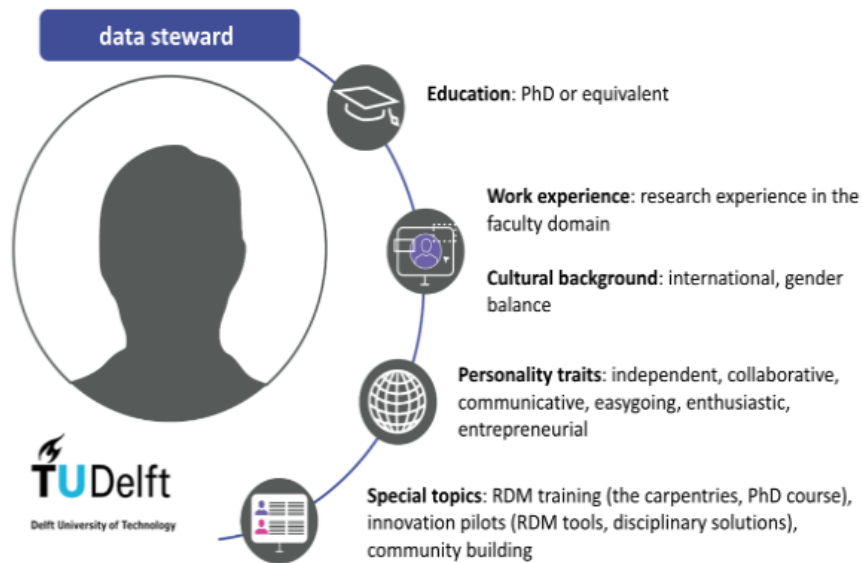 data steward
Education: PhD or equivalent
Work experience: research experience in the
faculty domain
Cultural background: international, gender
balance
Personality traits: independent, collaborative,
communicative, easygoing, enthusiastic,
entrepreneurial
TUDelft
Delft University of Technology
Special topics: RDM training (the carpentries, PhD course),
innovation pilots (RDM tools, disciplinary solutions),
community building